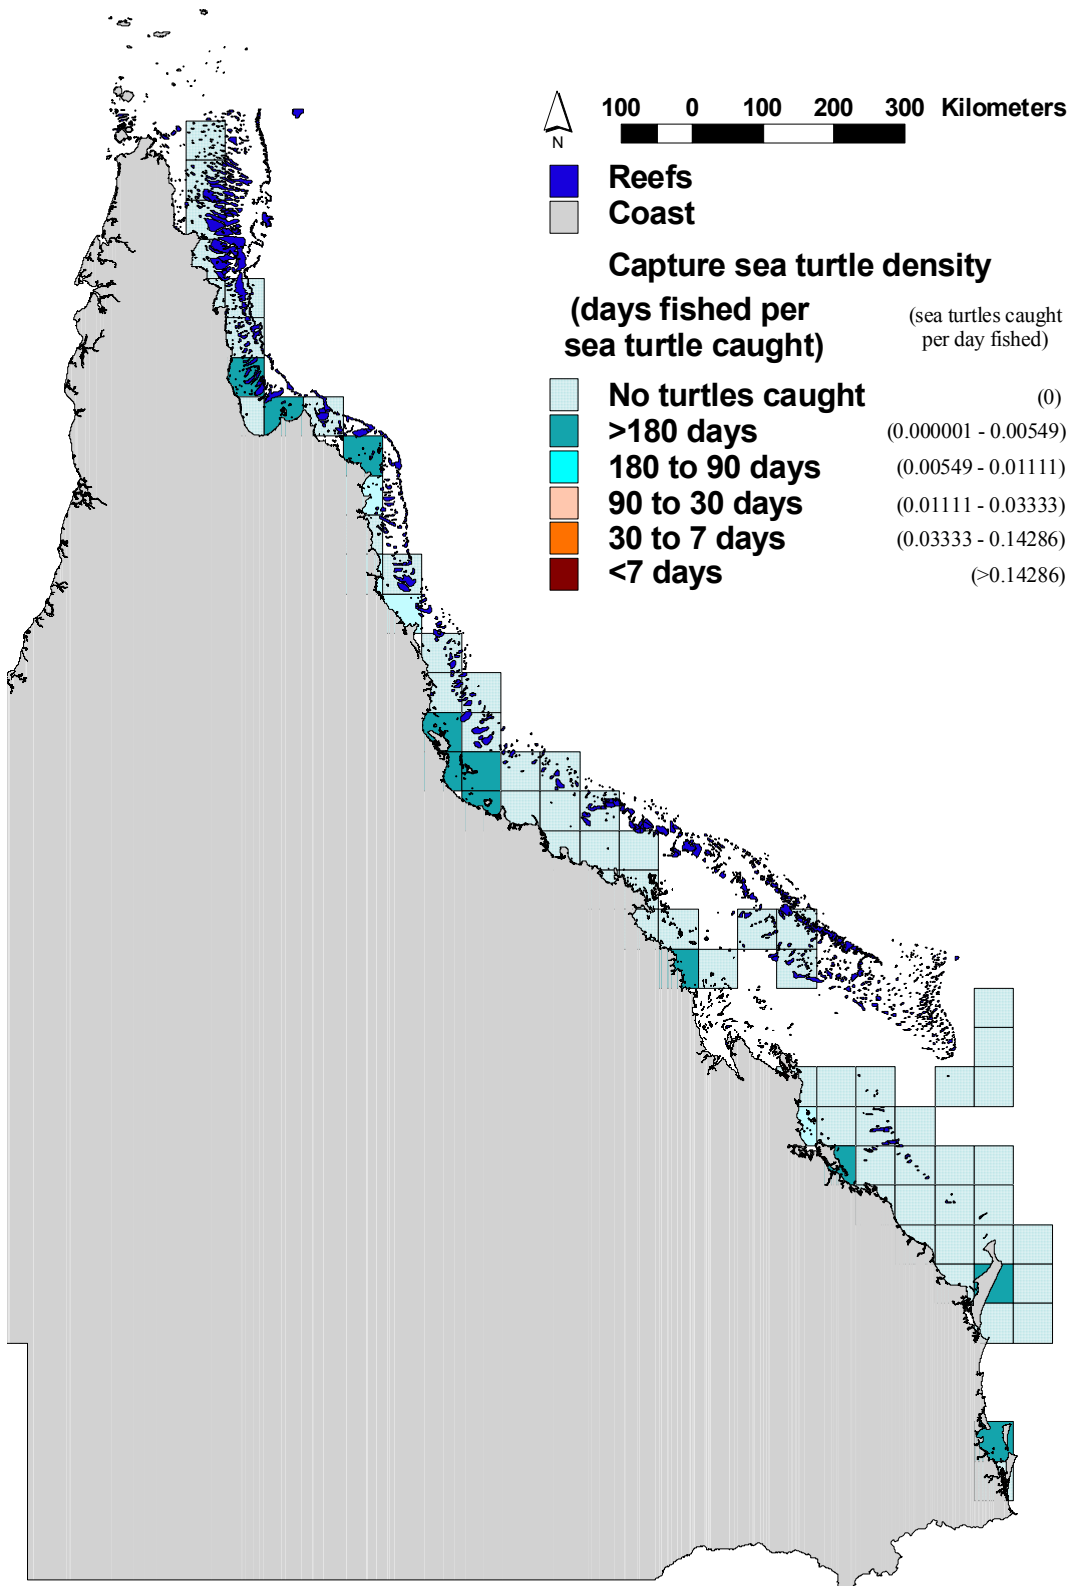 100 0 100 200 300 Kilometers
N
Reefs
Coast
Capture sea turtle density
(days fished per
sea turtle caught)
(sea turtles caught
per day fished)
No turtles caught (0)
>180 days (0.000001 - 0.00549)
180 to 90 days (0.00549 - 0.01111)
90 to 30 days (0.01111 - 0.03333)
30 to 7 days (0.03333 - 0.14286)
<7 days (>0.14286)